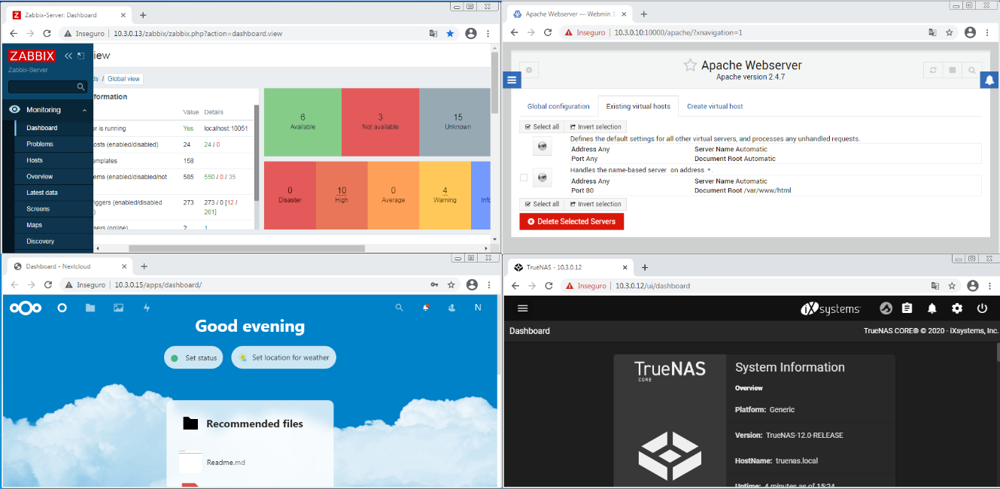 Zabbix-Server: Dashboard
Inseguro | 10.3.0.13/zabbix/zabbix.php?action=dashboard.view
ZABBIX
Zabbix-Server
Monitoring
Dashboard
Problems
Hosts
Overview
Latest data
Screens
Maps
Discovery
view
ds / Global view
formation
Value Details
er is running Yes localhost:10051
osts (enabled/disabled) 24 24 / 0
mplates 158
ems (enabled/disabled/not 585 550 / 0 / 35
iggers (enabled/disabled 273 273 / 0 [12 / 261]
sers (online) 2 1
6 Available
3 Not available
15 Unknown
0 Disaster
10 High
0 Average
4 Warning
Info
Apache Webserver — Webmin 1.
Inseguro | 10.3.0.10:10000/apache/?xnavigation=1
Apache Webserver
Apache version 2.4.7
Global configuration
Existing virtual hosts
Create virtual host
Select all Invert selection
Defines the default settings for all other virtual servers, and processes any unhandled requests.
Address Any Server Name Automatic
Port Any Document Root Automatic
Handles the name-based server on address *.
Address Any Server Name Automatic
Port 80 Document Root /var/www/html
Select all Invert selection
Delete Selected Servers
Dashboard - Nextcloud
Inseguro | 10.3.0.15/apps/dashboard/
N
Good evening
Set status
Set location for weather
Recommended files
Readme.md
TrueNAS - 10.3.0.12
Inseguro | 10.3.0.12/ui/dashboard
iX systems
Dashboard
TrueNAS CORE® © 2020 - iXsystems, Inc.
TrueNAS
CORE
System Information
Overview
Platform: Generic
Version: TrueNAS-12.0-RELEASE
HostName: truenas.local
Uptime: 4 minutes as of 15:24